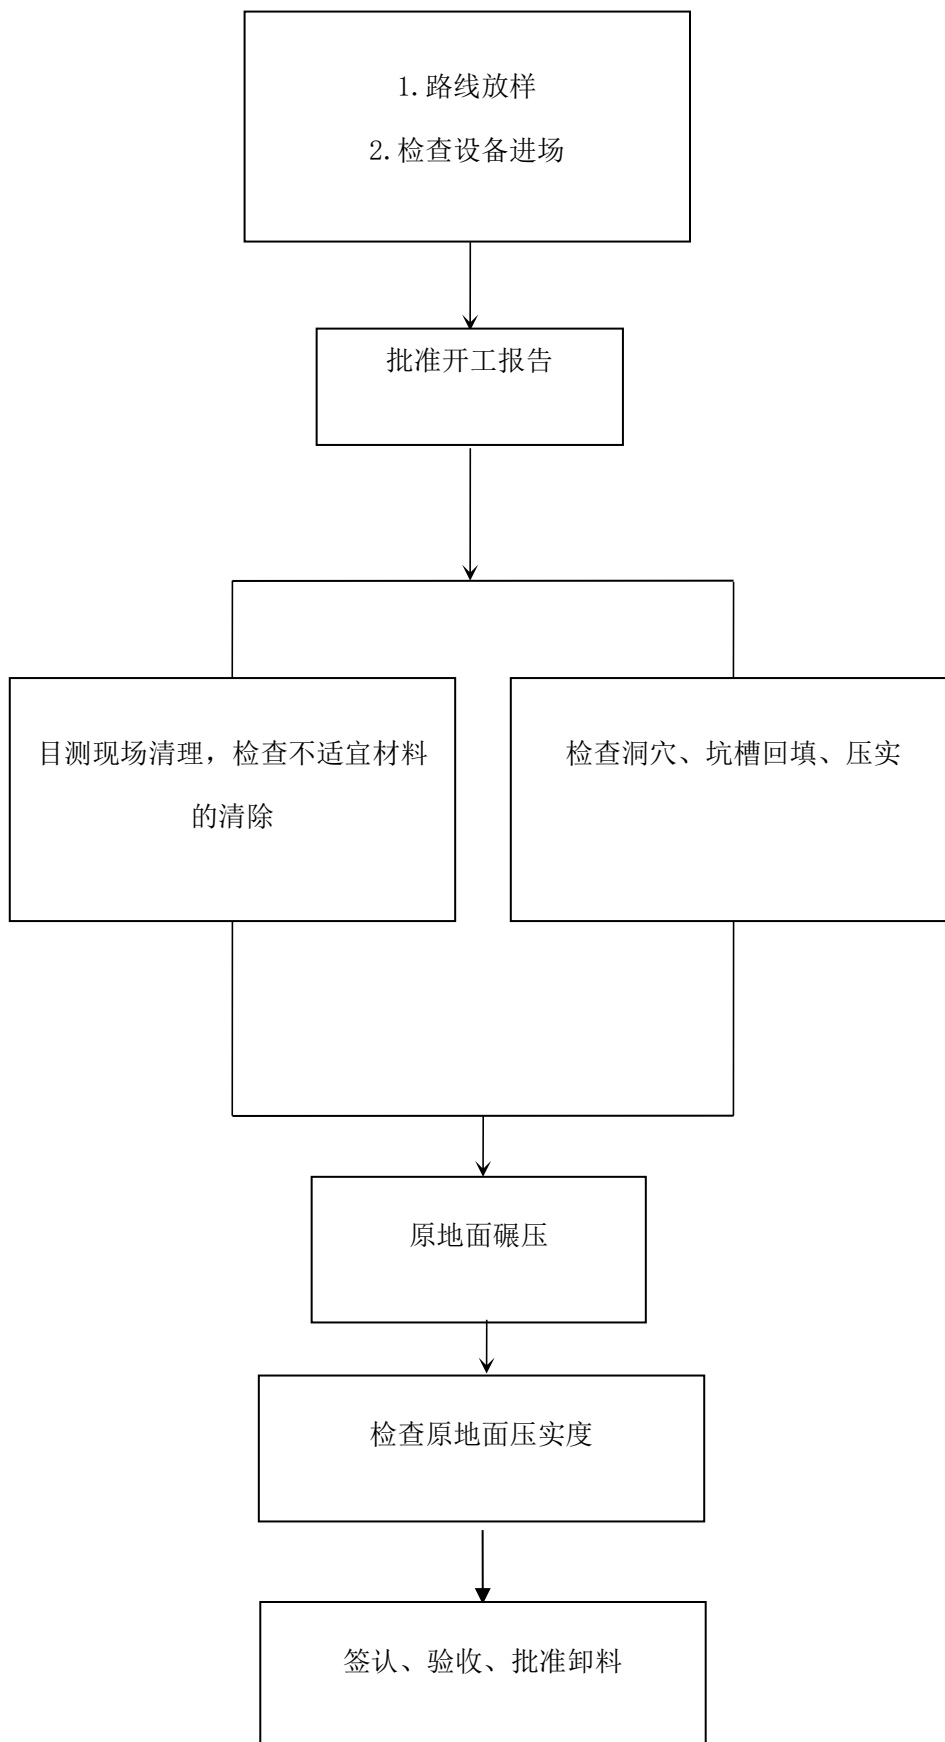 1.路线放样
2.检查设备进场
批准开工报告
目测现场清理，检查不适宜材料
的清除
检查洞穴、坑槽回填、压实
原地面碾压
检查原地面压实度
签认、验收、批准卸料